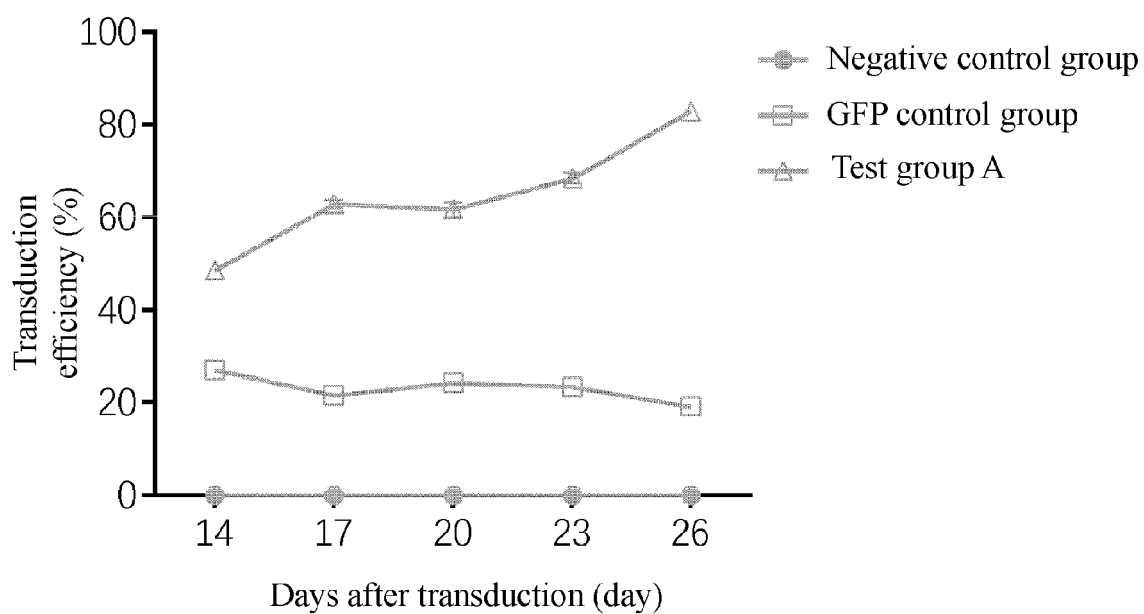 100
80
60
40
20
0
Transduction
efficiency (%)
14 17 20 23 26
Days after transduction (day)
Negative control group
GFP control group
Test group A